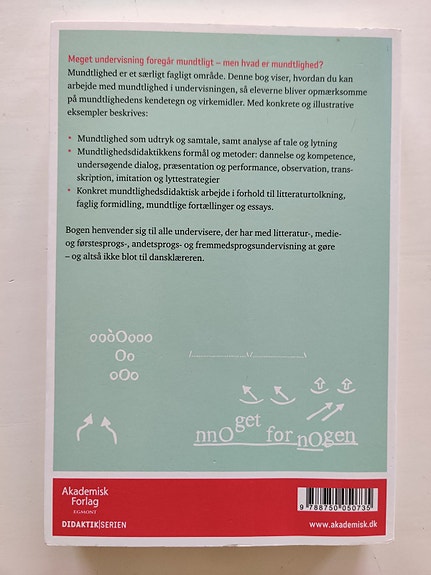 Meget undervisning foregår mundtligt – men hvad er mundtlighed?
Mundtlighed er et særligt fagligt område. Denne bog viser, hvordan du kan
arbejde med mundtlighed i undervisningen, så eleverne bliver opmærksomme
på mundtlighedens kendetegn og virkemidler. Med konkrete og illustrative
eksempler beskrives:
• Mundtlighed som udtryk og samtale, samt analyse af tale og lytning
• Mundtlighedsdidaktikkens formål og metoder: dannelse og kompetence,
undersøgende dialog, præsentation og performance, observation, trans-
skription, imitation og lyttestrategier
• Konkret mundtlighedsdidaktisk arbejde i forhold til litteraturtolkning,
faglig formidling, mundtlige fortællinger og essays.
Bogen henvender sig til alle undervisere, der har med litteratur-, medie-
og førstesprogs-, andetsprogs- og fremmedsprogsundervisning at gøre
– og altså ikke blot til dansklæreren.
nnOget for nOgen
Akademisk
Forlag
EGMONT
DIDAKTIK|SERIEN
9 788750 050735
www.akademisk.dk